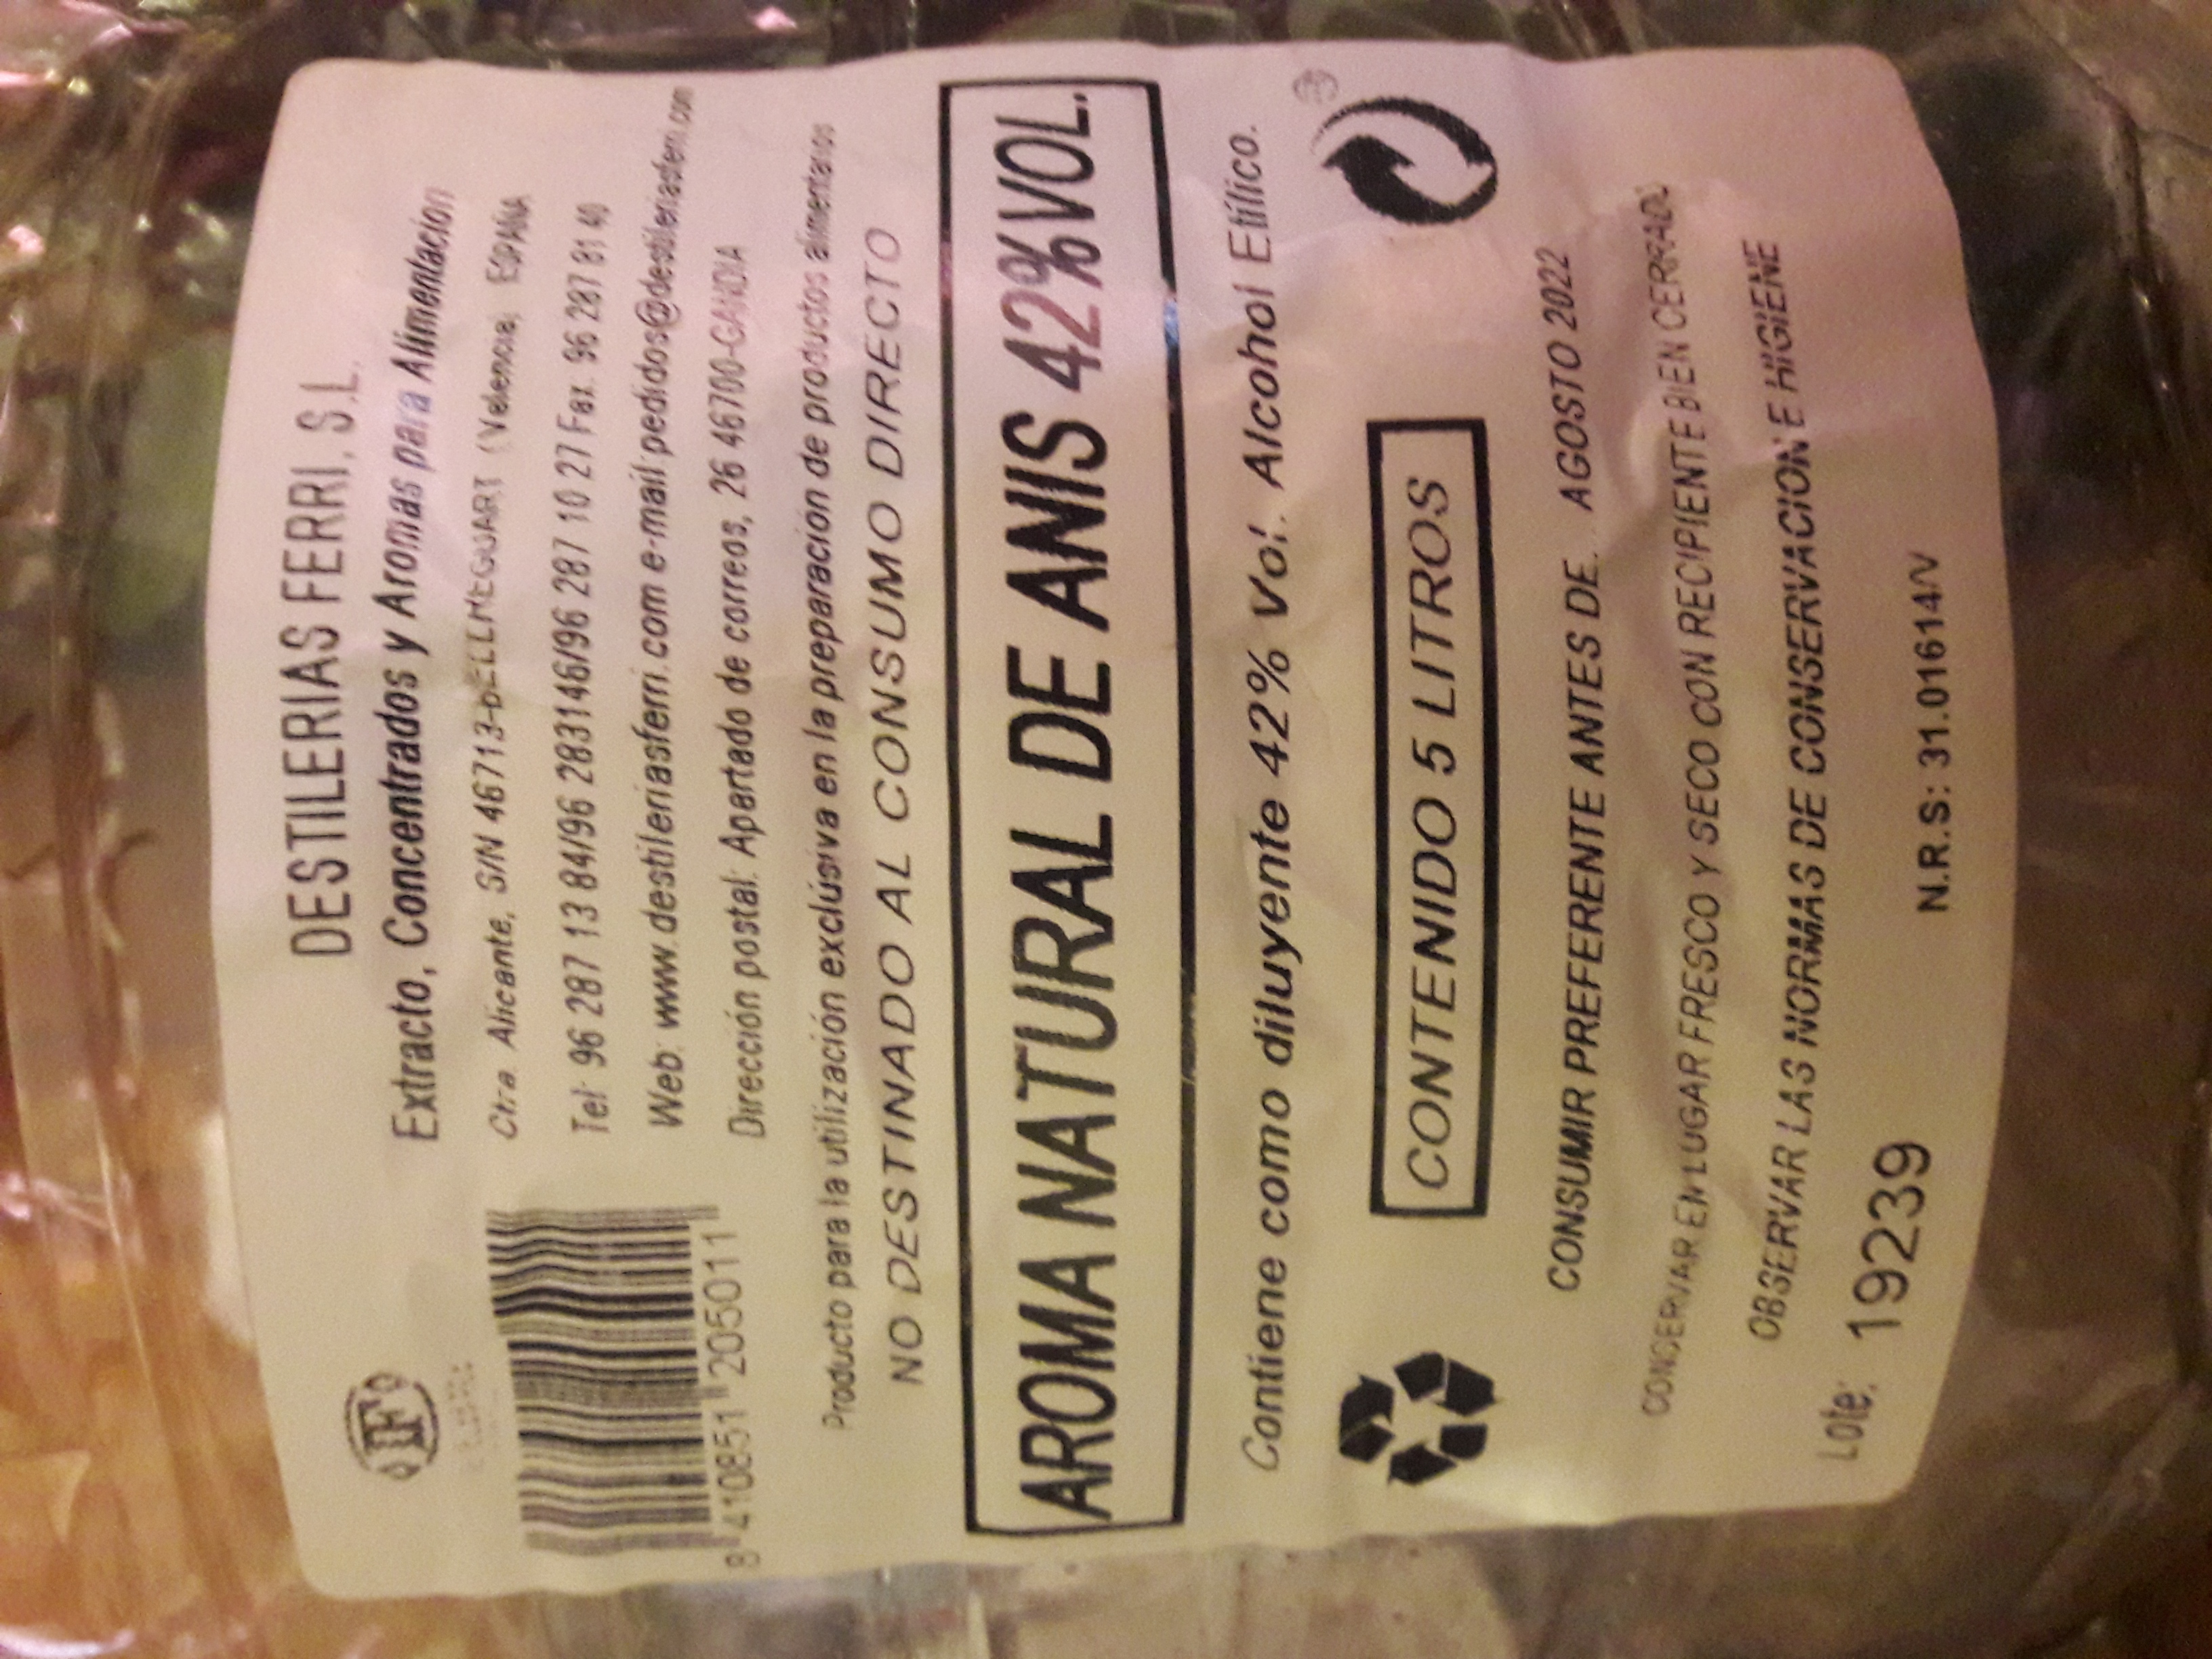 DESTILERIAS FERRI, S.L.
Extracto, Concentrados y Aromas para Alimentacion
Ctra. Alicante, S/N 46713-BELLREGUART (Valencia) ESPAÑA
Tel 96 287 13 84/96 283146/96 287 10 27 Fax. 96 287 81 40
Web: www.destileriasferri.com e-mail:pedidos@destileriasferri.com
Dirección postal: Apartado de correos, 26 46700-GANDIA
IF
8 410851 205011
Producto para la utilización exclúsiva en la preparacion de productos alimentarios
NO DESTINADO AL CONSUMO DIRECTO
AROMA NATURAL DE ANIS 42%VOL.
Contiene como diluyente 42% Vol. Alcohol Etílico.
CONTENIDO 5 LITROS
CONSUMIR PREFERENTE ANTES DE. AGOSTO 2022
CONSERVAR EN LUGAR FRESCO Y SECO CON RECIPIENTE BIEN CERRADO
OBSERVAR LAS NORMAS DE CONSERVACION E HIGIENE
Lote: 19239
N.R.S: 31.01614/V